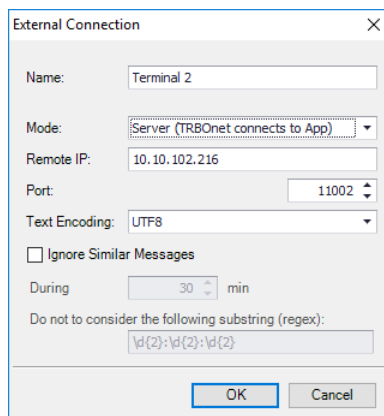 External Connection
Name: Terminal 2
Mode: Server (TRBOnet connects to App)
Remote IP: 10.10.102.216
Port: 11002
Text Encoding: UTF8
Ignore Similar Messages
During 30 min
Do not to consider the following substring (regex):
\d{2}:\d{2}:\d{2}
OK Cancel